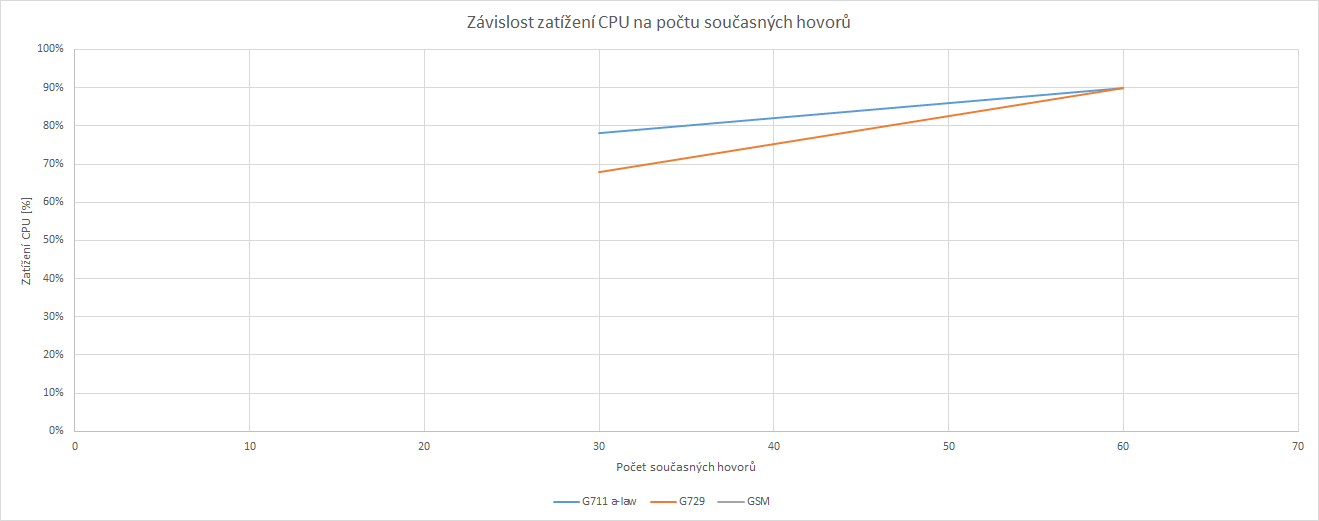 Závislost zatížení CPU na počtu současných hovorů
100%
90%
80%
70%
60%
50%
40%
30%
20%
10%
0%
Zatížení CPU [%]
0 10 20 30 40 50 60 70
Počet současných hovorů
G711 a-law G729 GSM